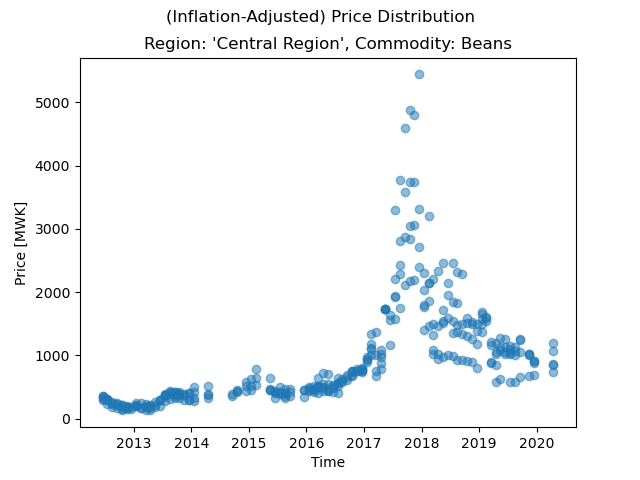 (Inflation-Adjusted) Price Distribution
Region: 'Central Region', Commodity: Beans
5000
4000
3000
2000
1000
0
Price [MWK]
2013 2014 2015 2016 2017 2018 2019 2020
Time